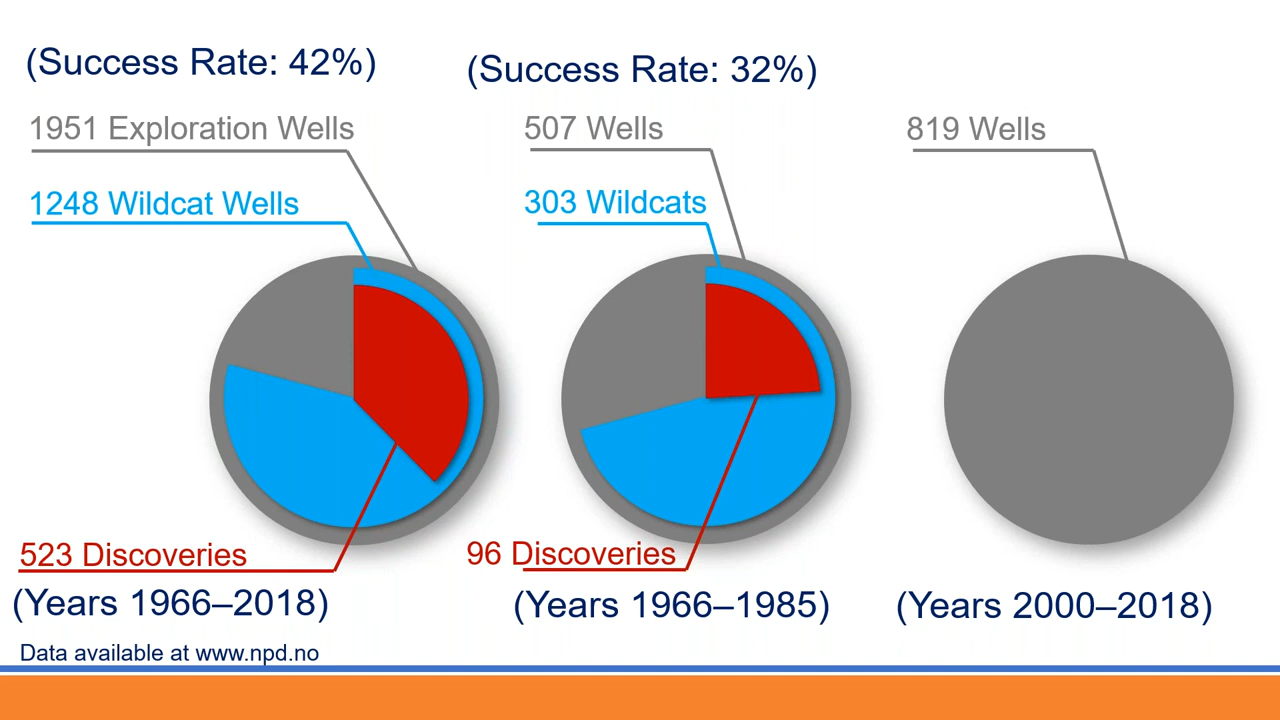 (Success Rate: 42%)
1951 Exploration Wells
1248 Wildcat Wells
523 Discoveries
(Years 1966–2018)
(Success Rate: 32%)
507 Wells
303 Wildcats
96 Discoveries
(Years 1966–1985)
819 Wells
(Years 2000–2018)
Data available at www.npd.no